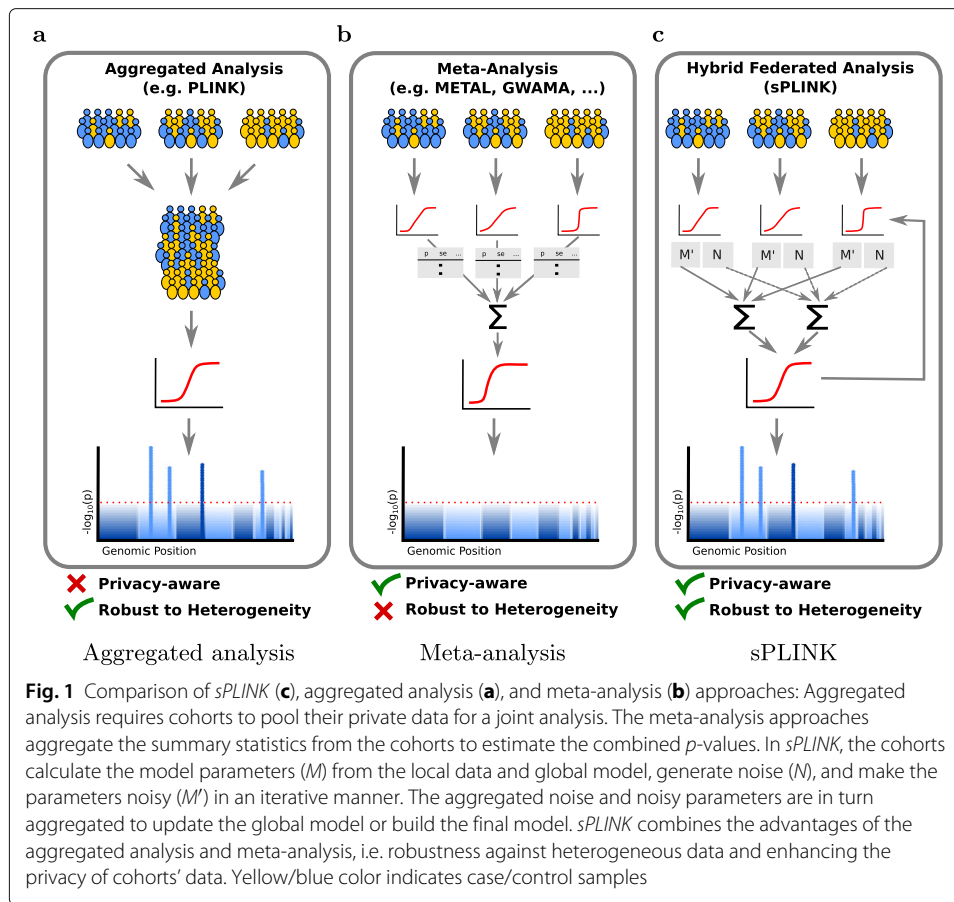 a
Aggregated Analysis
(e.g. PLINK)
-log₁₀(p)
Genomic Position
Privacy-aware
Robust to Heterogeneity
Aggregated analysis
b
Meta-Analysis
(e.g. METAL, GWAMA, ...)
p se ...
:
p se ...
:
p se ...
:
Σ
-log₁₀(p)
Genomic Position
Privacy-aware
Robust to Heterogeneity
Meta-analysis
c
Hybrid Federated Analysis
(sPLINK)
M' N M' N M' N
Σ Σ
-log₁₀(p)
Genomic Position
Privacy-aware
Robust to Heterogeneity
sPLINK
Fig. 1 Comparison of sPLINK (c), aggregated analysis (a), and meta-analysis (b) approaches: Aggregated
analysis requires cohorts to pool their private data for a joint analysis. The meta-analysis approaches
aggregate the summary statistics from the cohorts to estimate the combined p-values. In sPLINK, the cohorts
calculate the model parameters (M) from the local data and global model, generate noise (N), and make the
parameters noisy (M′) in an iterative manner. The aggregated noise and noisy parameters are in turn
aggregated to update the global model or build the final model. sPLINK combines the advantages of the
aggregated analysis and meta-analysis, i.e. robustness against heterogeneous data and enhancing the
privacy of cohorts' data. Yellow/blue color indicates case/control samples